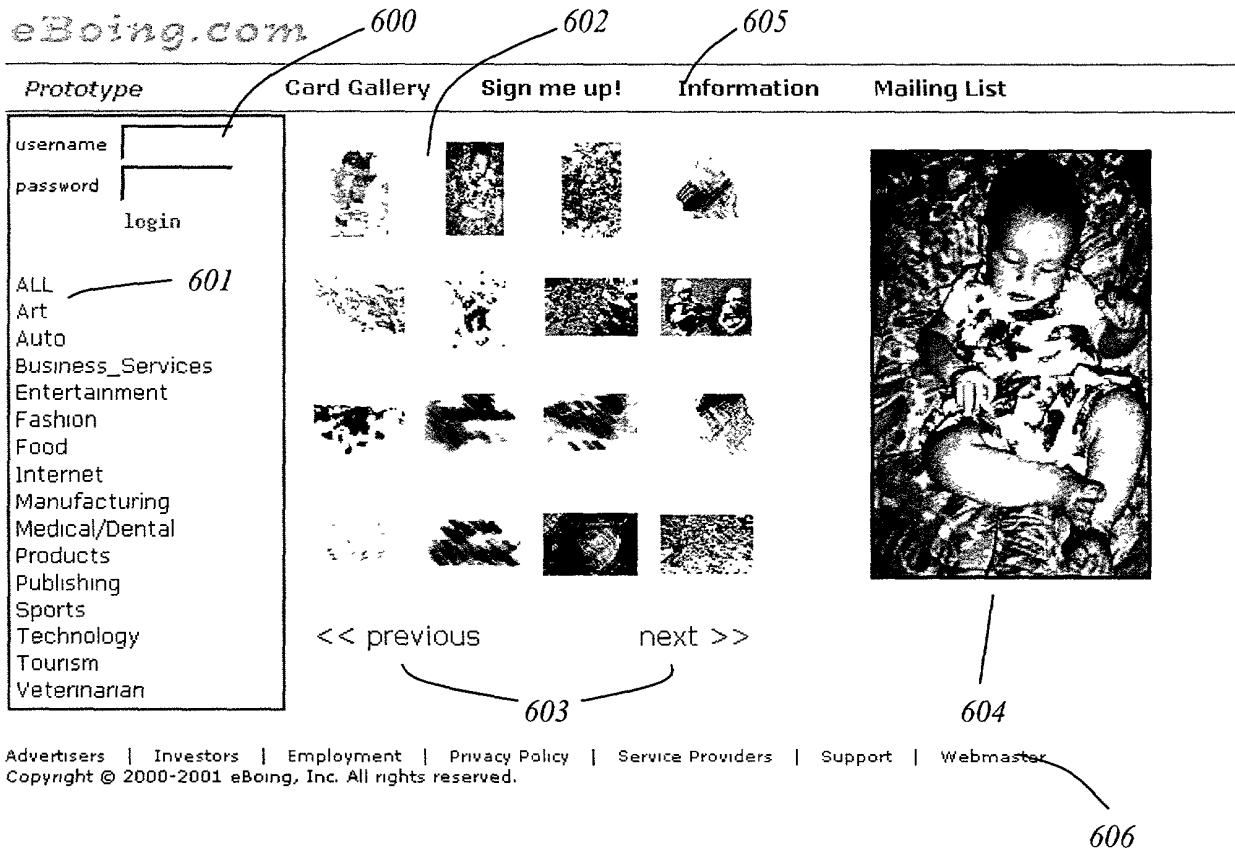 eBoing.com 600 602 605
Prototype Card Gallery Sign me up! Information Mailing List
username
password
login
601
ALL
Art
Auto
Business_Services
Entertainment
Fashion
Food
Internet
Manufacturing
Medical/Dental
Products
Publishing
Sports
Technology
Tourism
Veterinarian
<< previous next >>
603 604
Advertisers | Investors | Employment | Privacy Policy | Service Providers | Support | Webmaster
Copyright © 2000-2001 eBoing, Inc. All rights reserved.
606